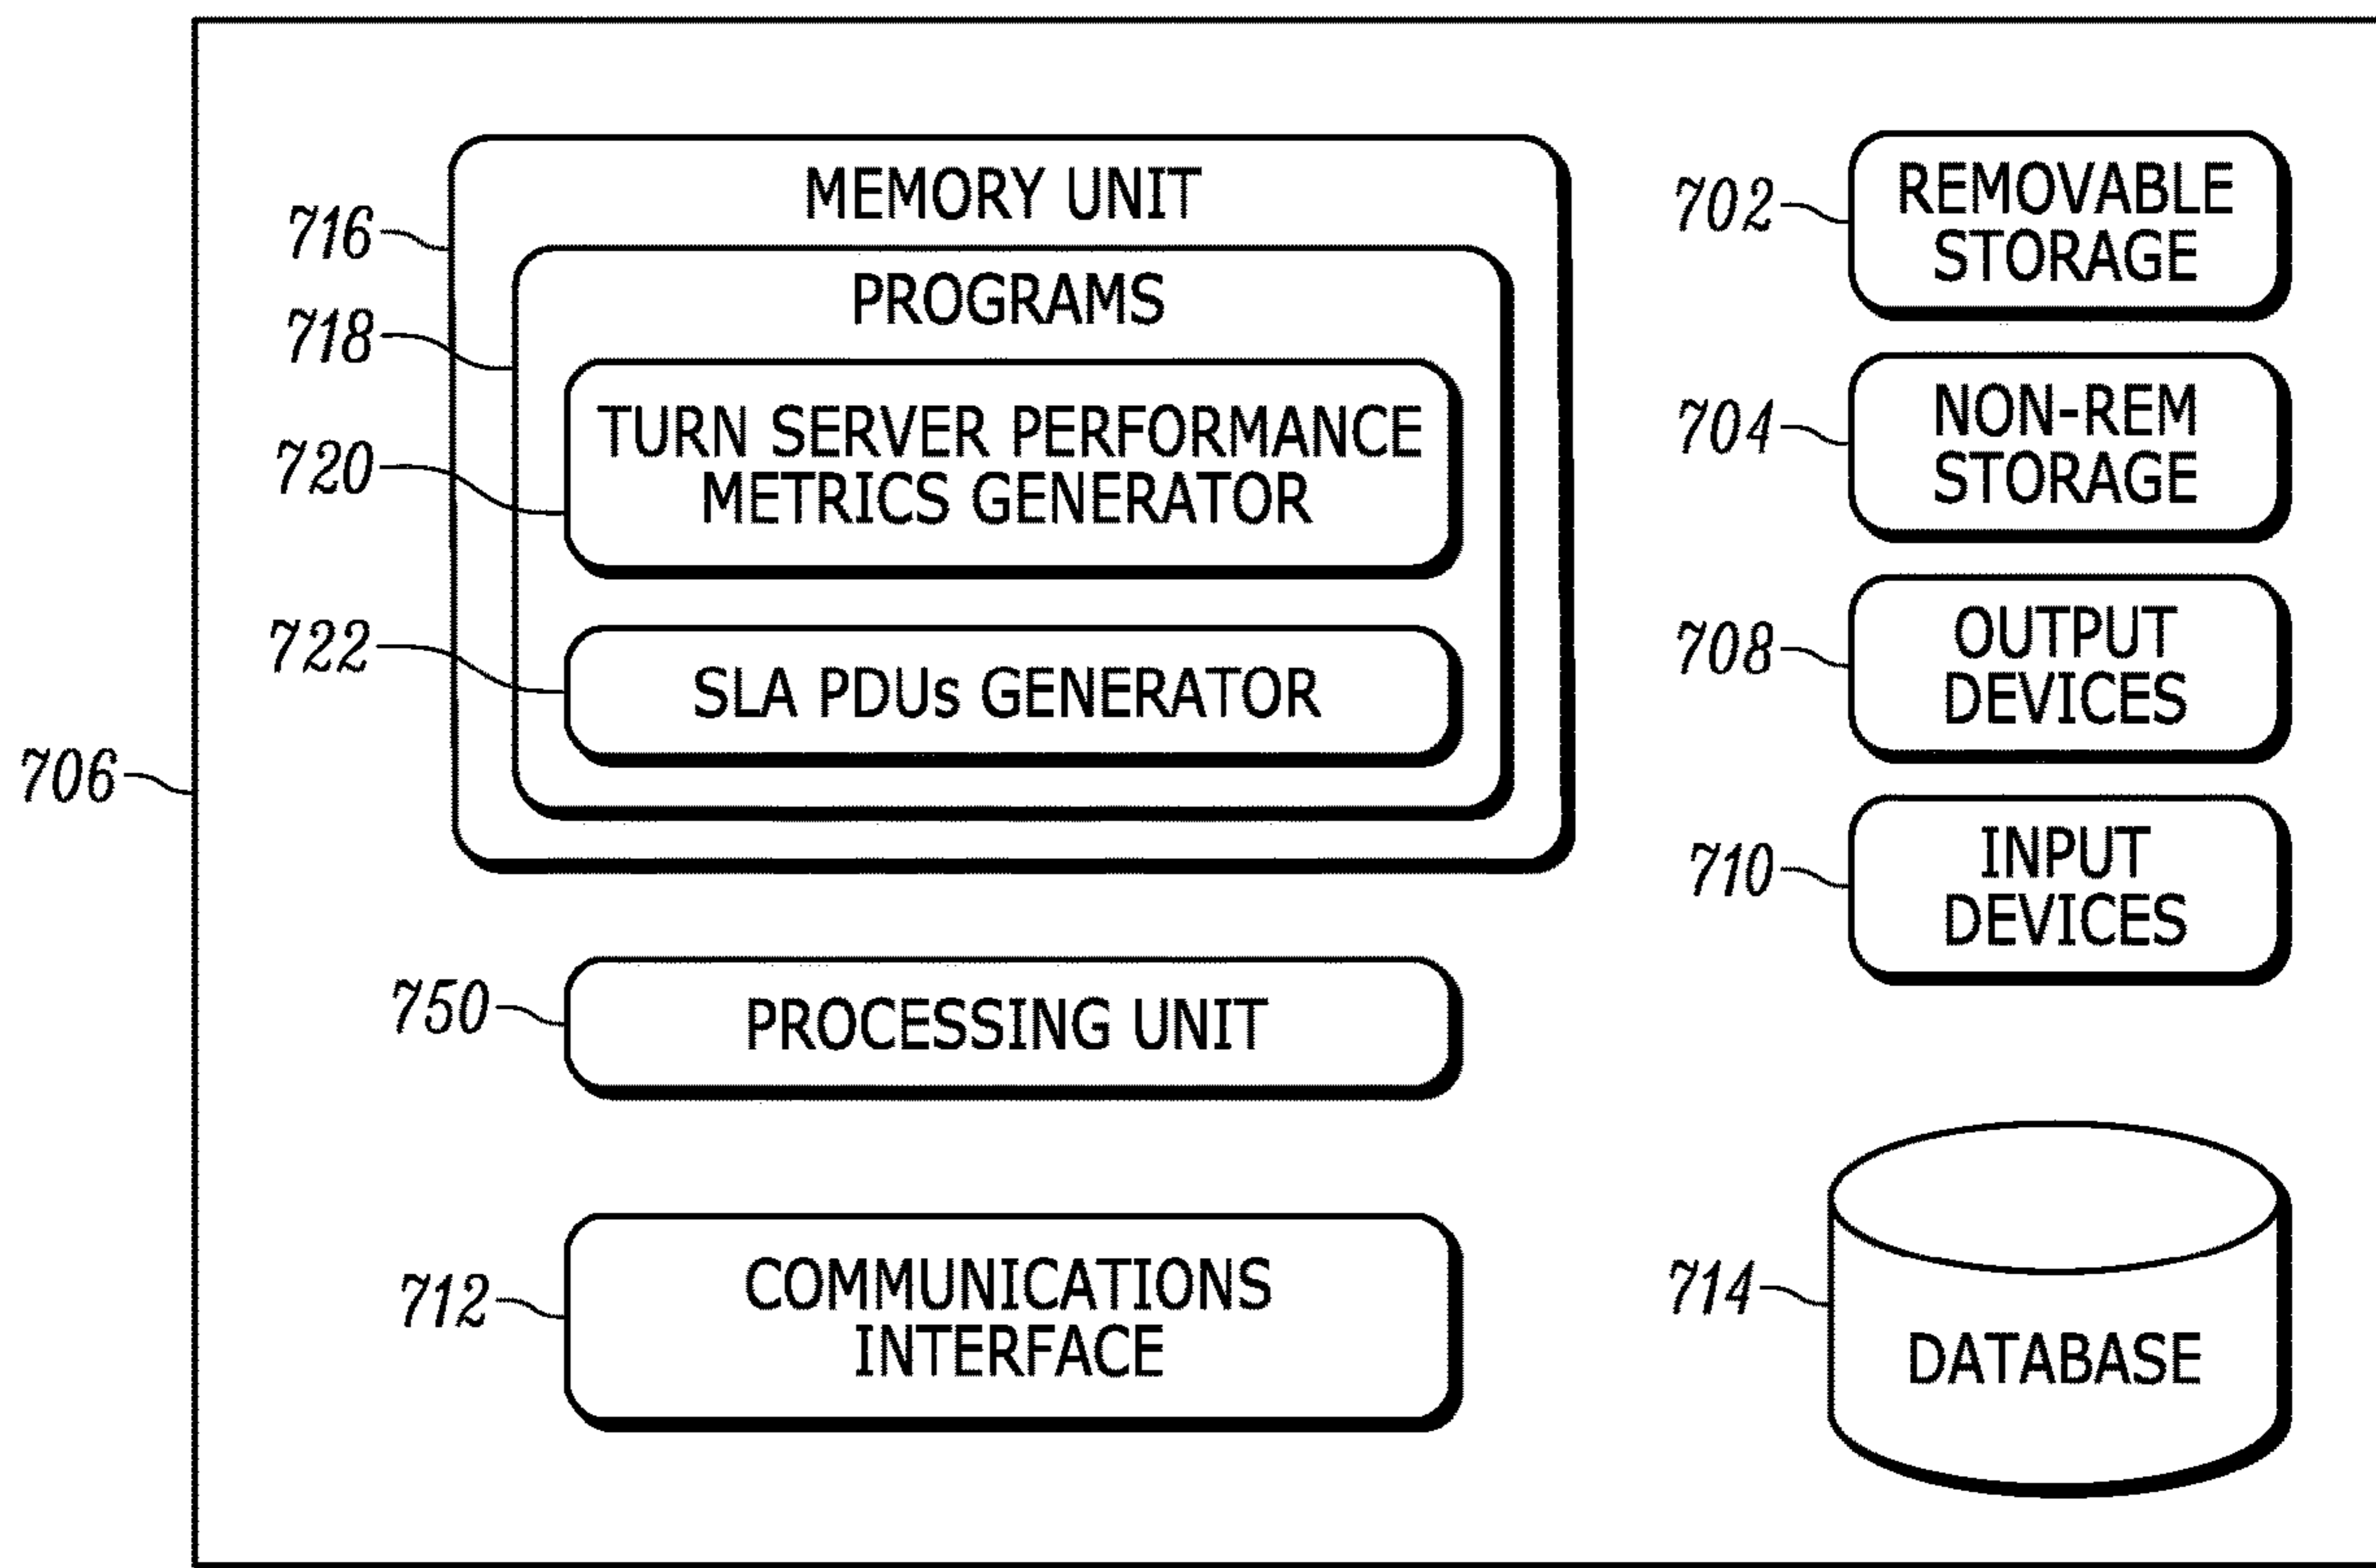 706
716
MEMORY UNIT
718
PROGRAMS
720
TURN SERVER PERFORMANCE
METRICS GENERATOR
722
SLA PDUs GENERATOR
750
PROCESSING UNIT
712
COMMUNICATIONS
INTERFACE
702
REMOVABLE
STORAGE
704
NON-REM
STORAGE
708
OUTPUT
DEVICES
710
INPUT
DEVICES
714
DATABASE